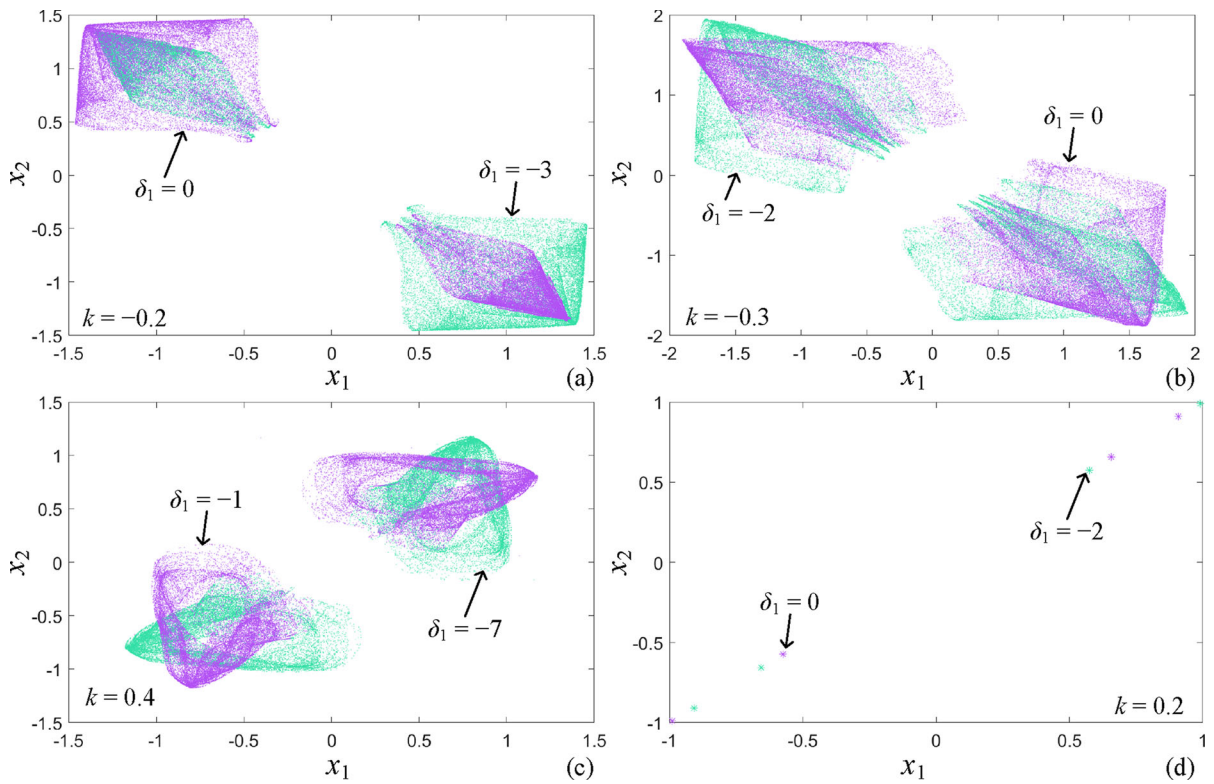 1.5
1
0.5
0
-0.5
-1
-1.5
x₂
δ₁ = 0
δ₁ = −3
k = −0.2
-1.5 -1 -0.5 0 0.5 1 1.5
x₁
(a)
2
1
0
-1
-2
x₂
δ₁ = 0
δ₁ = −2
k = −0.3
-2 -1.5 -1 -0.5 0 0.5 1 1.5 2
x₁
(b)
1.5
1
0.5
0
-0.5
-1
-1.5
x₂
δ₁ = −1
δ₁ = −7
k = 0.4
-1.5 -1 -0.5 0 0.5 1 1.5
x₁
(c)
1
0.5
0
-0.5
-1
x₂
δ₁ = −2
δ₁ = 0
k = 0.2
-1 -0.5 0 0.5 1
x₁
(d)